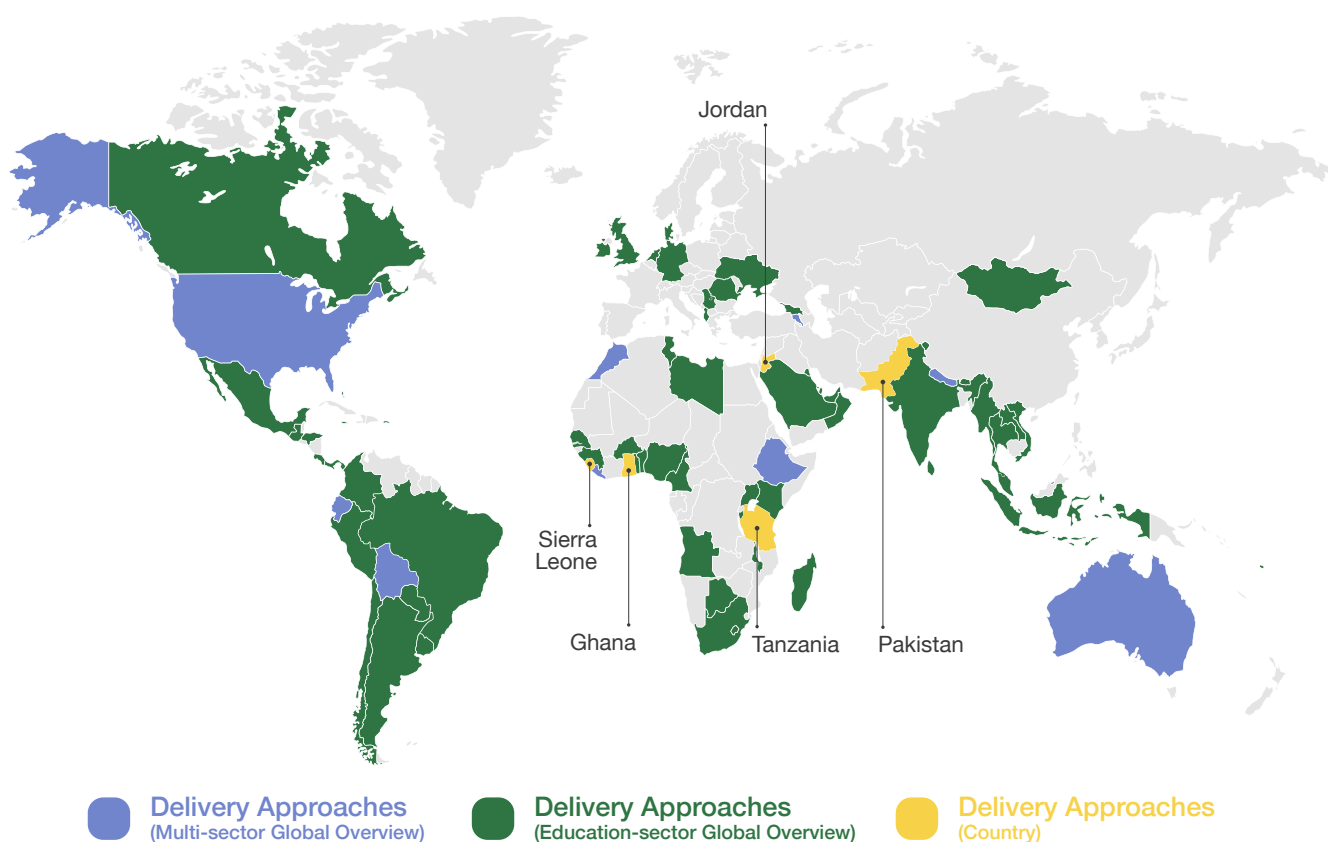 Jordan
Sierra
Leone
Ghana
Tanzania
Pakistan
Delivery Approaches
(Multi-sector Global Overview)
Delivery Approaches
(Education-sector Global Overview)
Delivery Approaches
(Country)